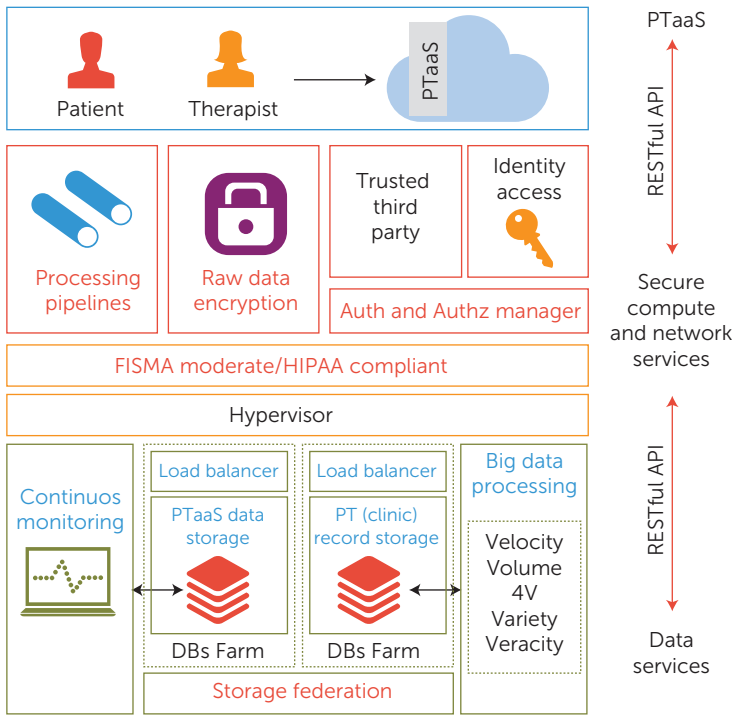 Patient
Therapist
PTaaS
PTaaS
RESTful API
Processing
pipelines
Raw data
encryption
Trusted
third
party
Identity
access
Auth and Authz manager
Secure
compute
and network
services
FISMA moderate/HIPAA compliant
Hypervisor
RESTful API
Continuos
monitoring
Load balancer
PTaaS data
storage
DBs Farm
Load balancer
PT (clinic)
record storage
DBs Farm
Big data
processing
Velocity
Volume
4V
Variety
Veracity
Storage federation
Data
services